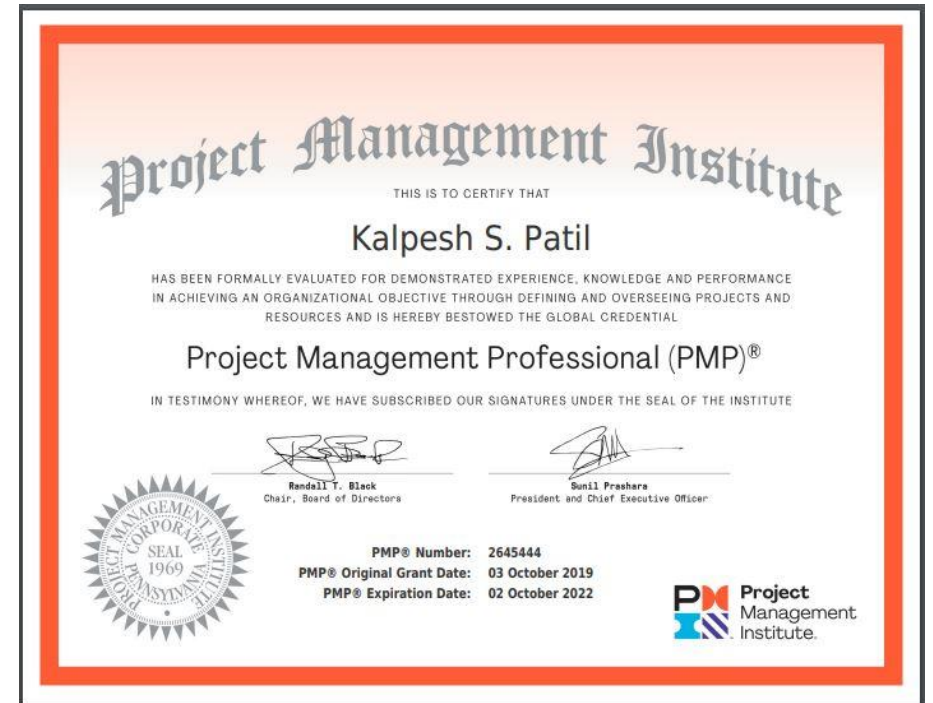 Project Management Institute
THIS IS TO CERTIFY THAT
Kalpesh S. Patil
HAS BEEN FORMALLY EVALUATED FOR DEMONSTRATED EXPERIENCE, KNOWLEDGE AND PERFORMANCE
IN ACHIEVING AN ORGANIZATIONAL OBJECTIVE THROUGH DEFINING AND OVERSEEING PROJECTS AND
RESOURCES AND IS HEREBY BESTOWED THE GLOBAL CREDENTIAL
Project Management Professional (PMP)®
IN TESTIMONY WHEREOF, WE HAVE SUBSCRIBED OUR SIGNATURES UNDER THE SEAL OF THE INSTITUTE
Randall T. Black
Chair, Board of Directors
Sunil Prashara
President and Chief Executive Officer
PROJECT MANAGEMENT INSTITUTE
CORPORATE
SEAL
1969
PENNSYLVANIA
PMP® Number: 2645444
PMP® Original Grant Date: 03 October 2019
PMP® Expiration Date: 02 October 2022
Project
Management
Institute.